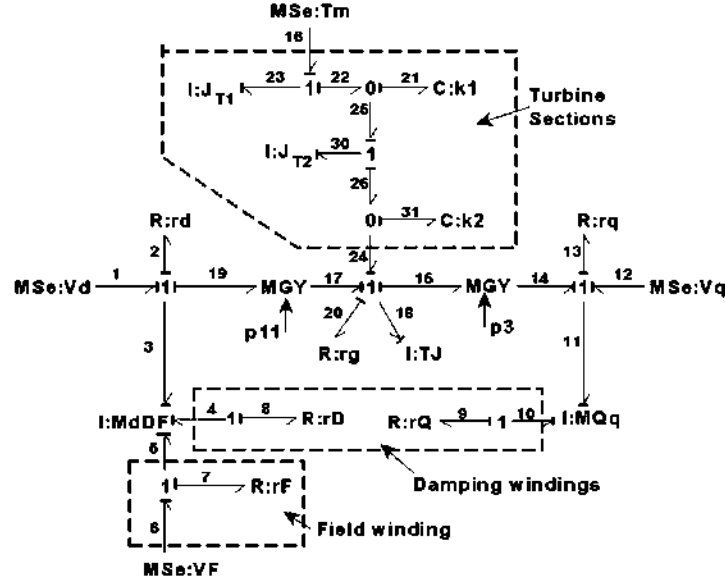 MSe:Tm
16
23 22 21
I:J T1 1 0 C:k1
25
Turbine
Sections
30
I:J T2 1
26
31
0 C:k2
R:rd R:rq
2 24 13
1 19 17 16 14 12
MSe:Vd 1 MGY 1 MGY 1 MSe:Vq
20 18
p11 p3
3 11
R:rg I:TJ
4 8 9 10
I:MdDF 1 R:rD R:rQ 1 I:MQq
5
7
1 R:rF
Damping windings
6
Field winding
MSe:VF